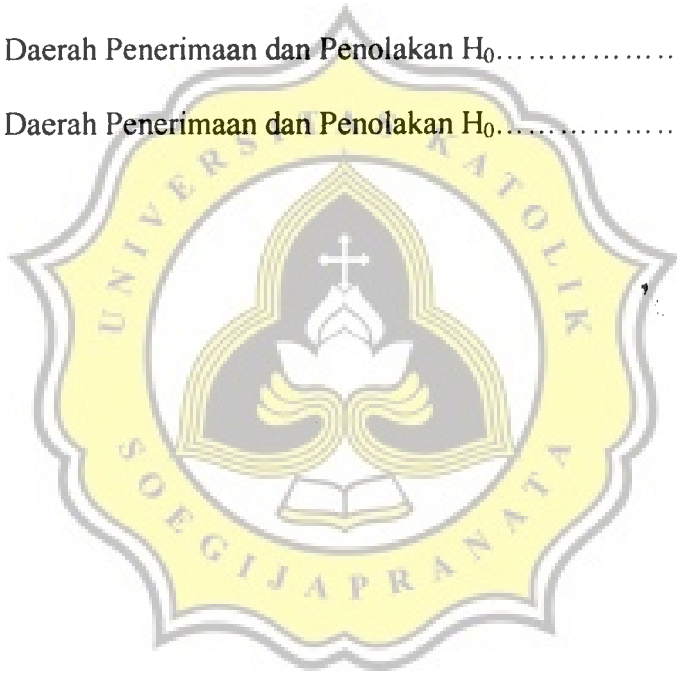 Daerah Penerimaan dan Penolakan H₀..................
Daerah Penerimaan dan Penolakan H₀..................
UNIVERSITAS KATOLIK
SOEGIJAPRANATA